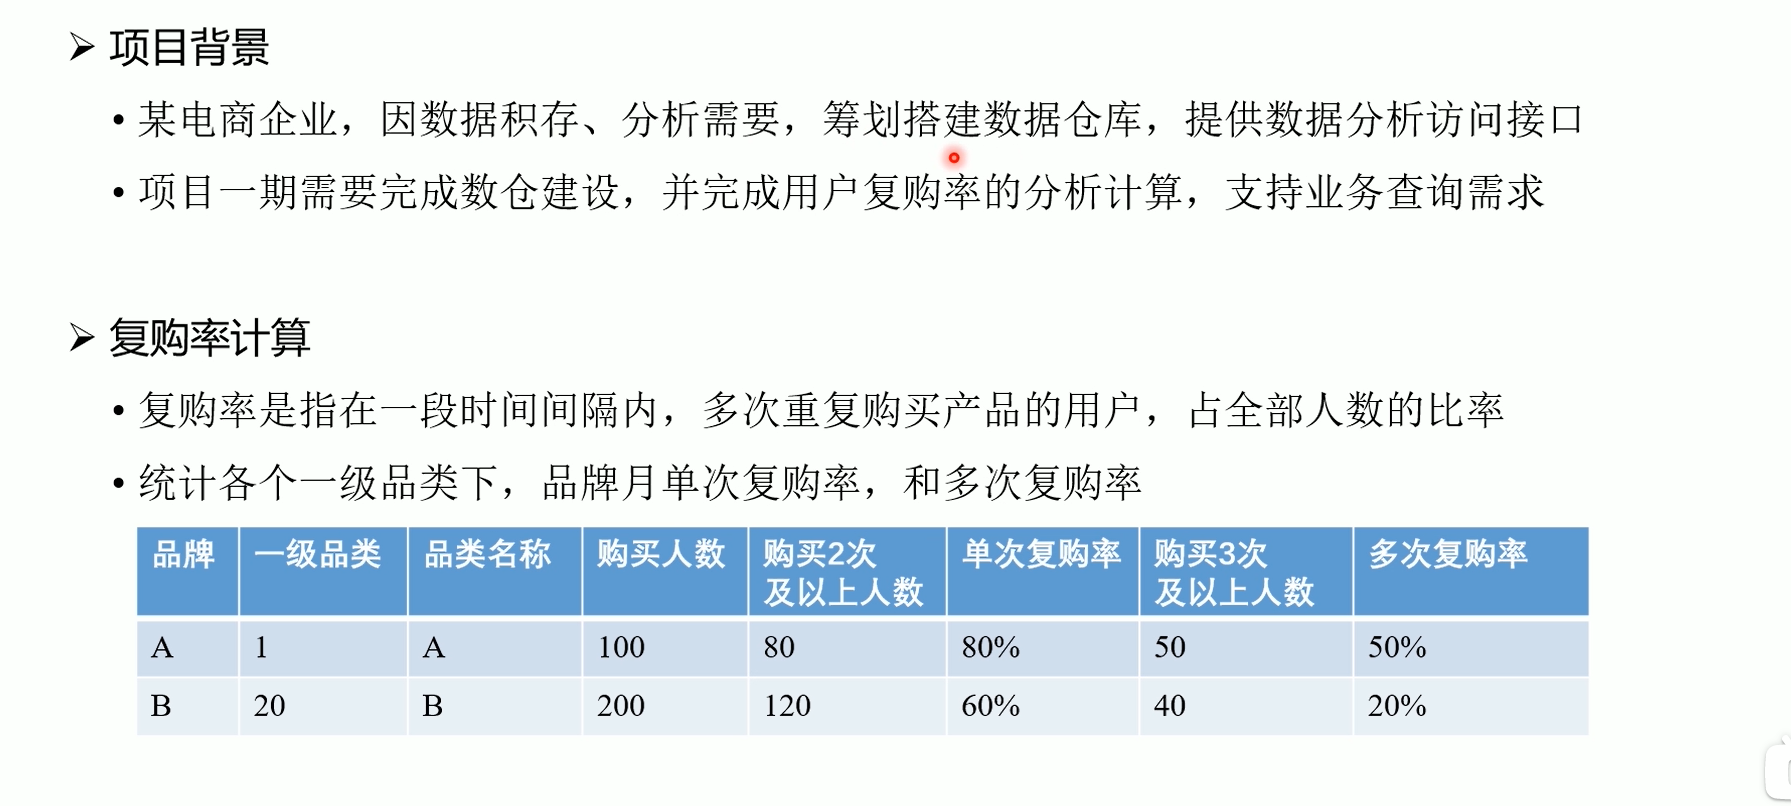 项目背景
• 某电商企业，因数据积存、分析需要，筹划搭建数据仓库，提供数据分析访问接口
• 项目一期需要完成数仓建设，并完成用户复购率的分析计算，支持业务查询需求
复购率计算
• 复购率是指在一段时间间隔内，多次重复购买产品的用户，占全部人数的比率
• 统计各个一级品类下，品牌月单次复购率，和多次复购率
品牌 一级品类 品类名称 购买人数 购买2次及以上人数 单次复购率 购买3次及以上人数 多次复购率
A 1 A 100 80 80% 50 50%
B 20 B 200 120 60% 40 20%